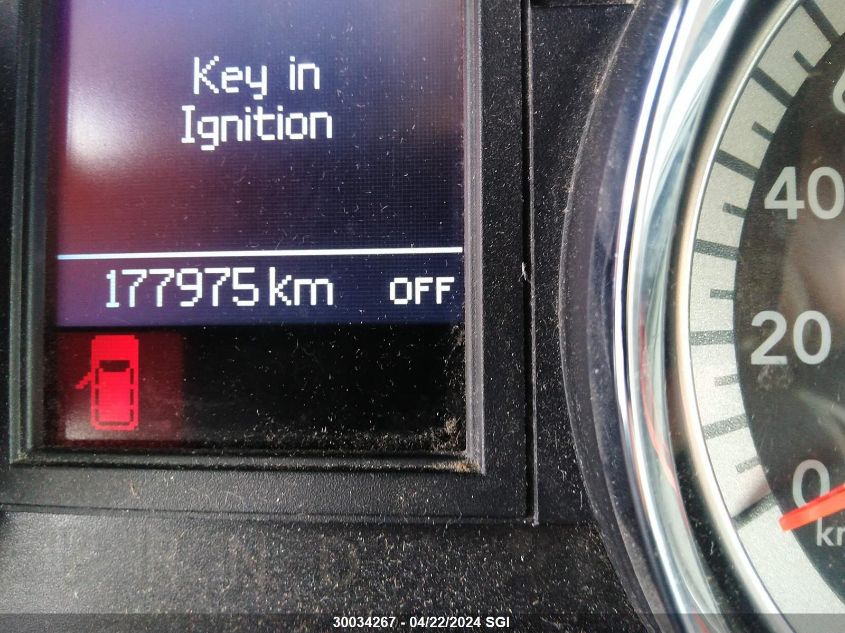 Key in
Ignition
177975 km OFF
40
20
0
30034267 - 04/22/2024 SGI